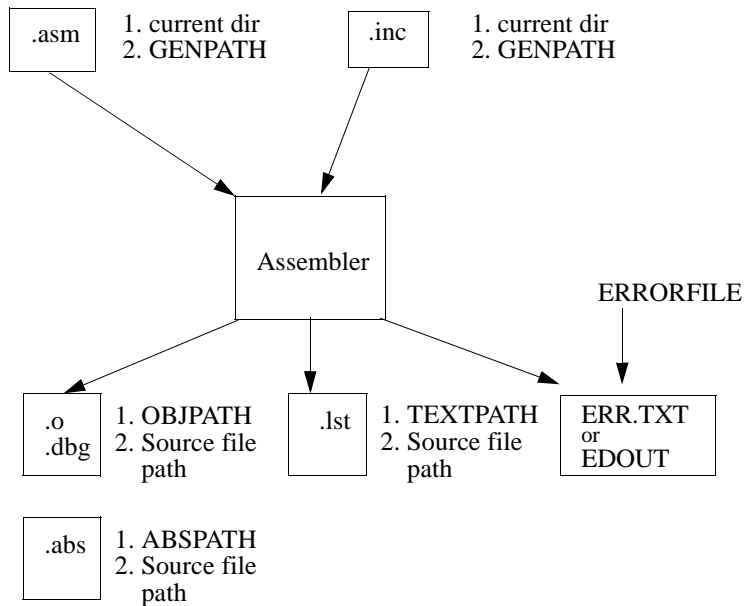 .asm
1. current dir
2. GENPATH
.inc
1. current dir
2. GENPATH
Assembler
ERRORFILE
.o
.dbg
1. OBJPATH
2. Source file
path
.lst
1. TEXTPATH
2. Source file
path
ERR.TXT
or
EDOUT
.abs
1. ABSPATH
2. Source file
path